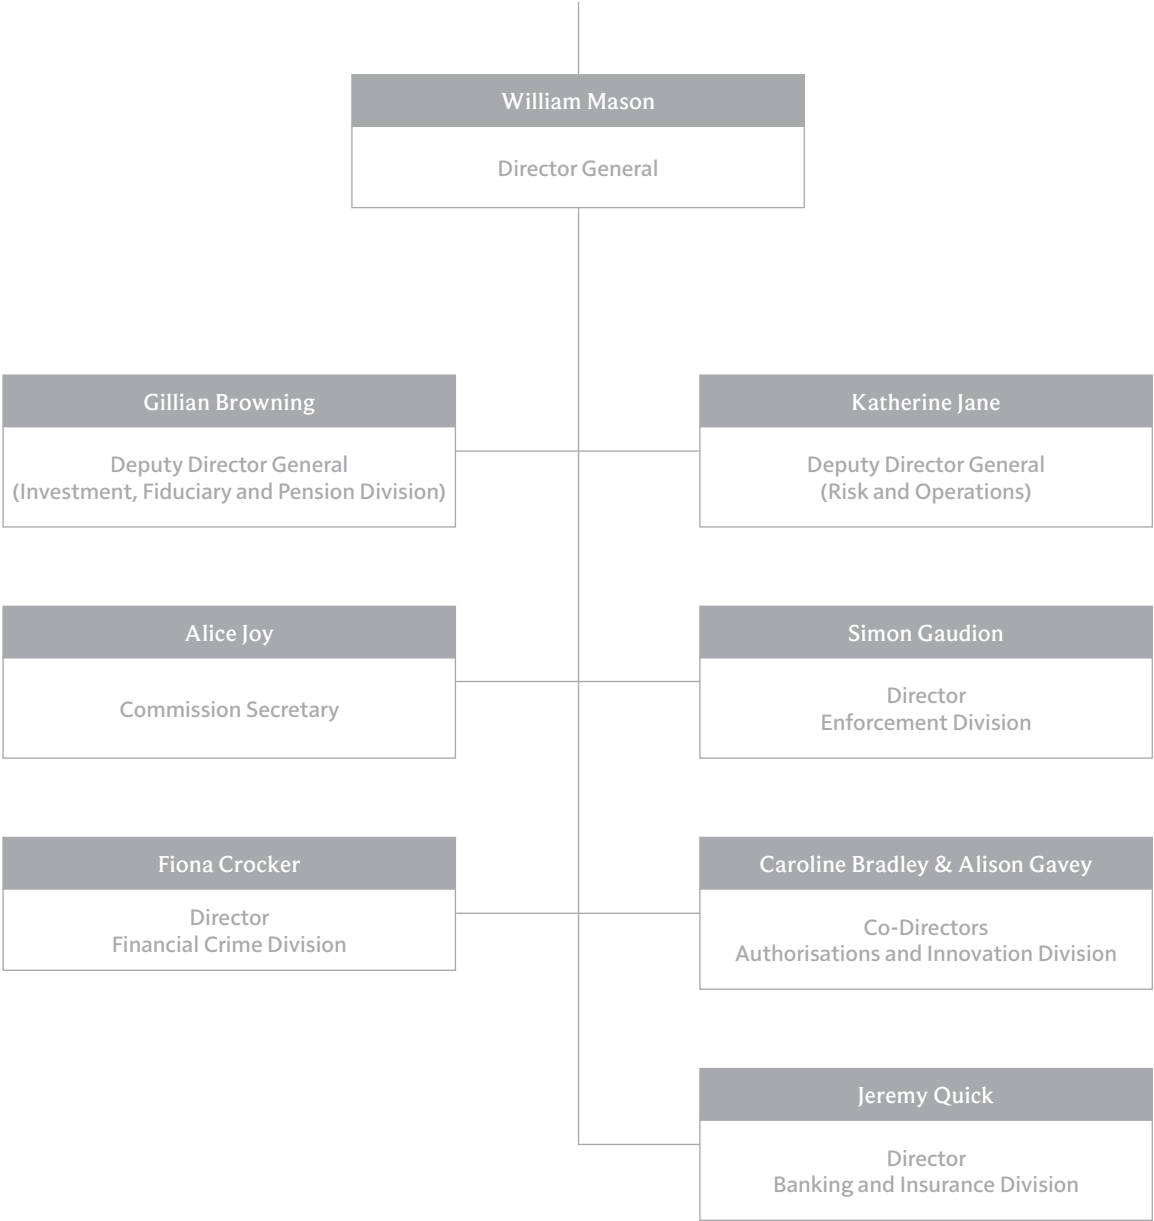 William Mason
Director General
Gillian Browning
Deputy Director General
(Investment, Fiduciary and Pension Division)
Katherine Jane
Deputy Director General
(Risk and Operations)
Alice Joy
Commission Secretary
Simon Gaudion
Director
Enforcement Division
Fiona Crocker
Director
Financial Crime Division
Caroline Bradley & Alison Gavey
Co-Directors
Authorisations and Innovation Division
Jeremy Quick
Director
Banking and Insurance Division